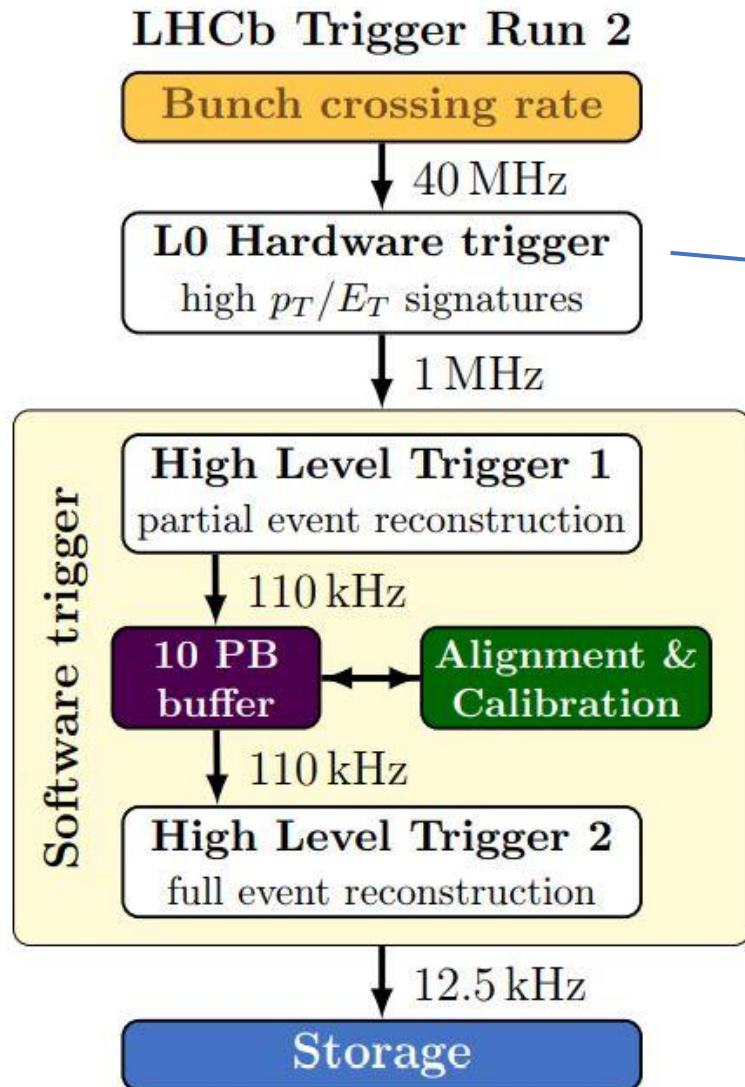 LHCb Trigger Run 2
Bunch crossing rate
40 MHz
L0 Hardware trigger
high p_T/E_T signatures
1 MHz
Software trigger
High Level Trigger 1
partial event reconstruction
110 kHz
10 PB
buffer
Alignment &
Calibration
110 kHz
High Level Trigger 2
full event reconstruction
12.5 kHz
Storage